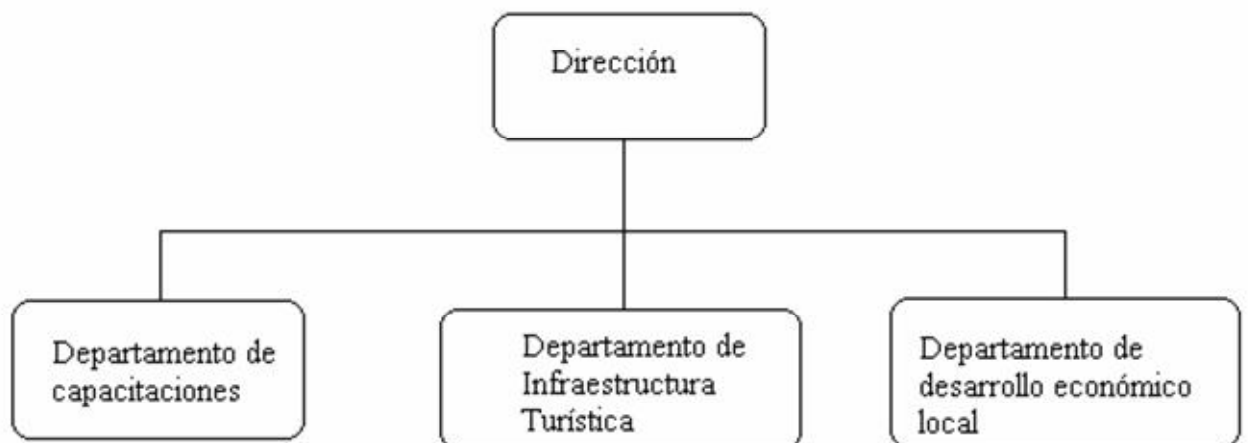 Dirección
Departamento de
capacitaciones
Departamento de
Infraestructura
Turística
Departamento de
desarrollo económico
local